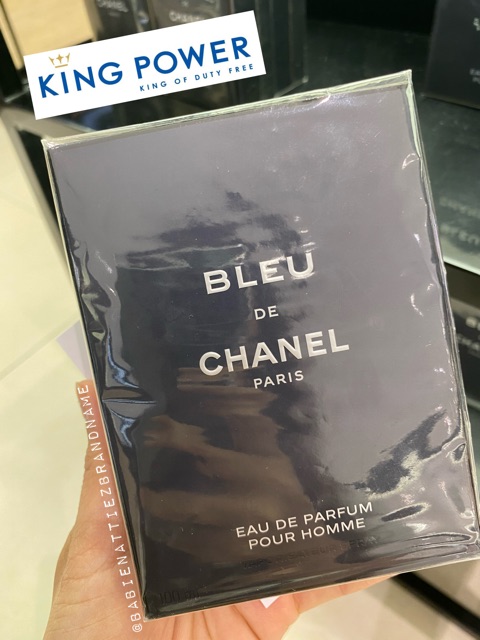 KING POWER
KING OF DUTY FREE
BLEU
DE
CHANEL
PARIS
EAU DE PARFUM
POUR HOMME
@BABIENATTIEZBRANDNAME